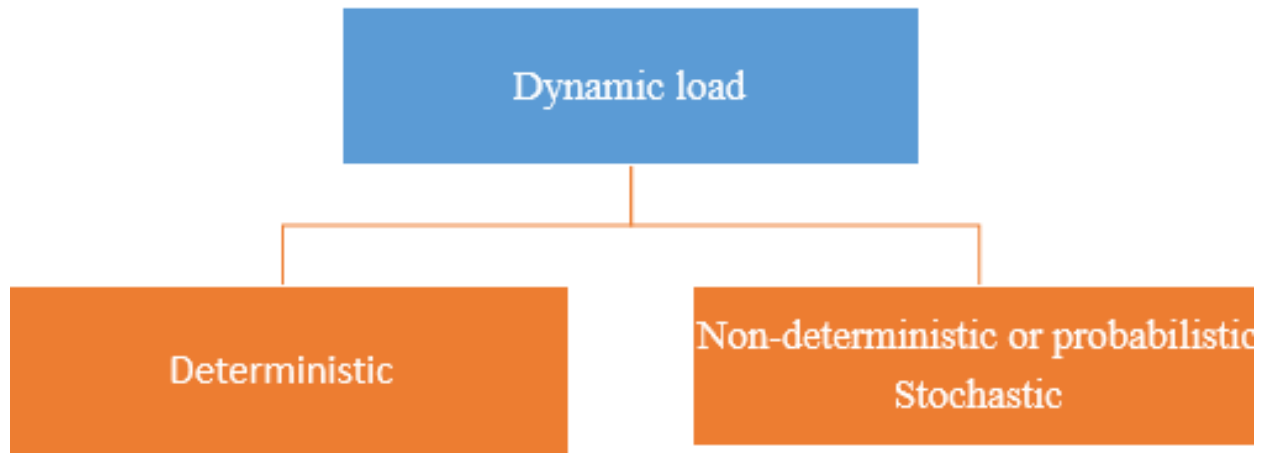 Dynamic load
Deterministic
Non-deterministic or probabilistic
Stochastic